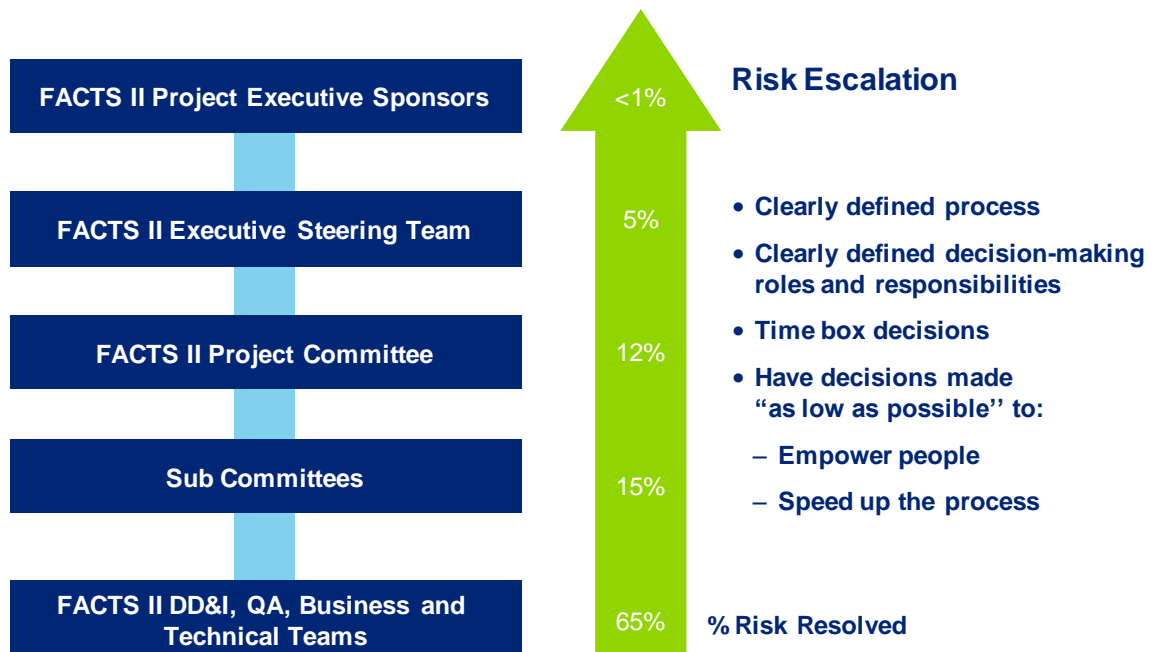 FACTS II Project Executive Sponsors
FACTS II Executive Steering Team
FACTS II Project Committee
Sub Committees
FACTS II DD&I, QA, Business and
Technical Teams
<1%
5%
12%
15%
65%
% Risk Resolved
Risk Escalation
• Clearly defined process
• Clearly defined decision-making
roles and responsibilities
• Time box decisions
• Have decisions made
“as low as possible’’ to:
– Empower people
– Speed up the process